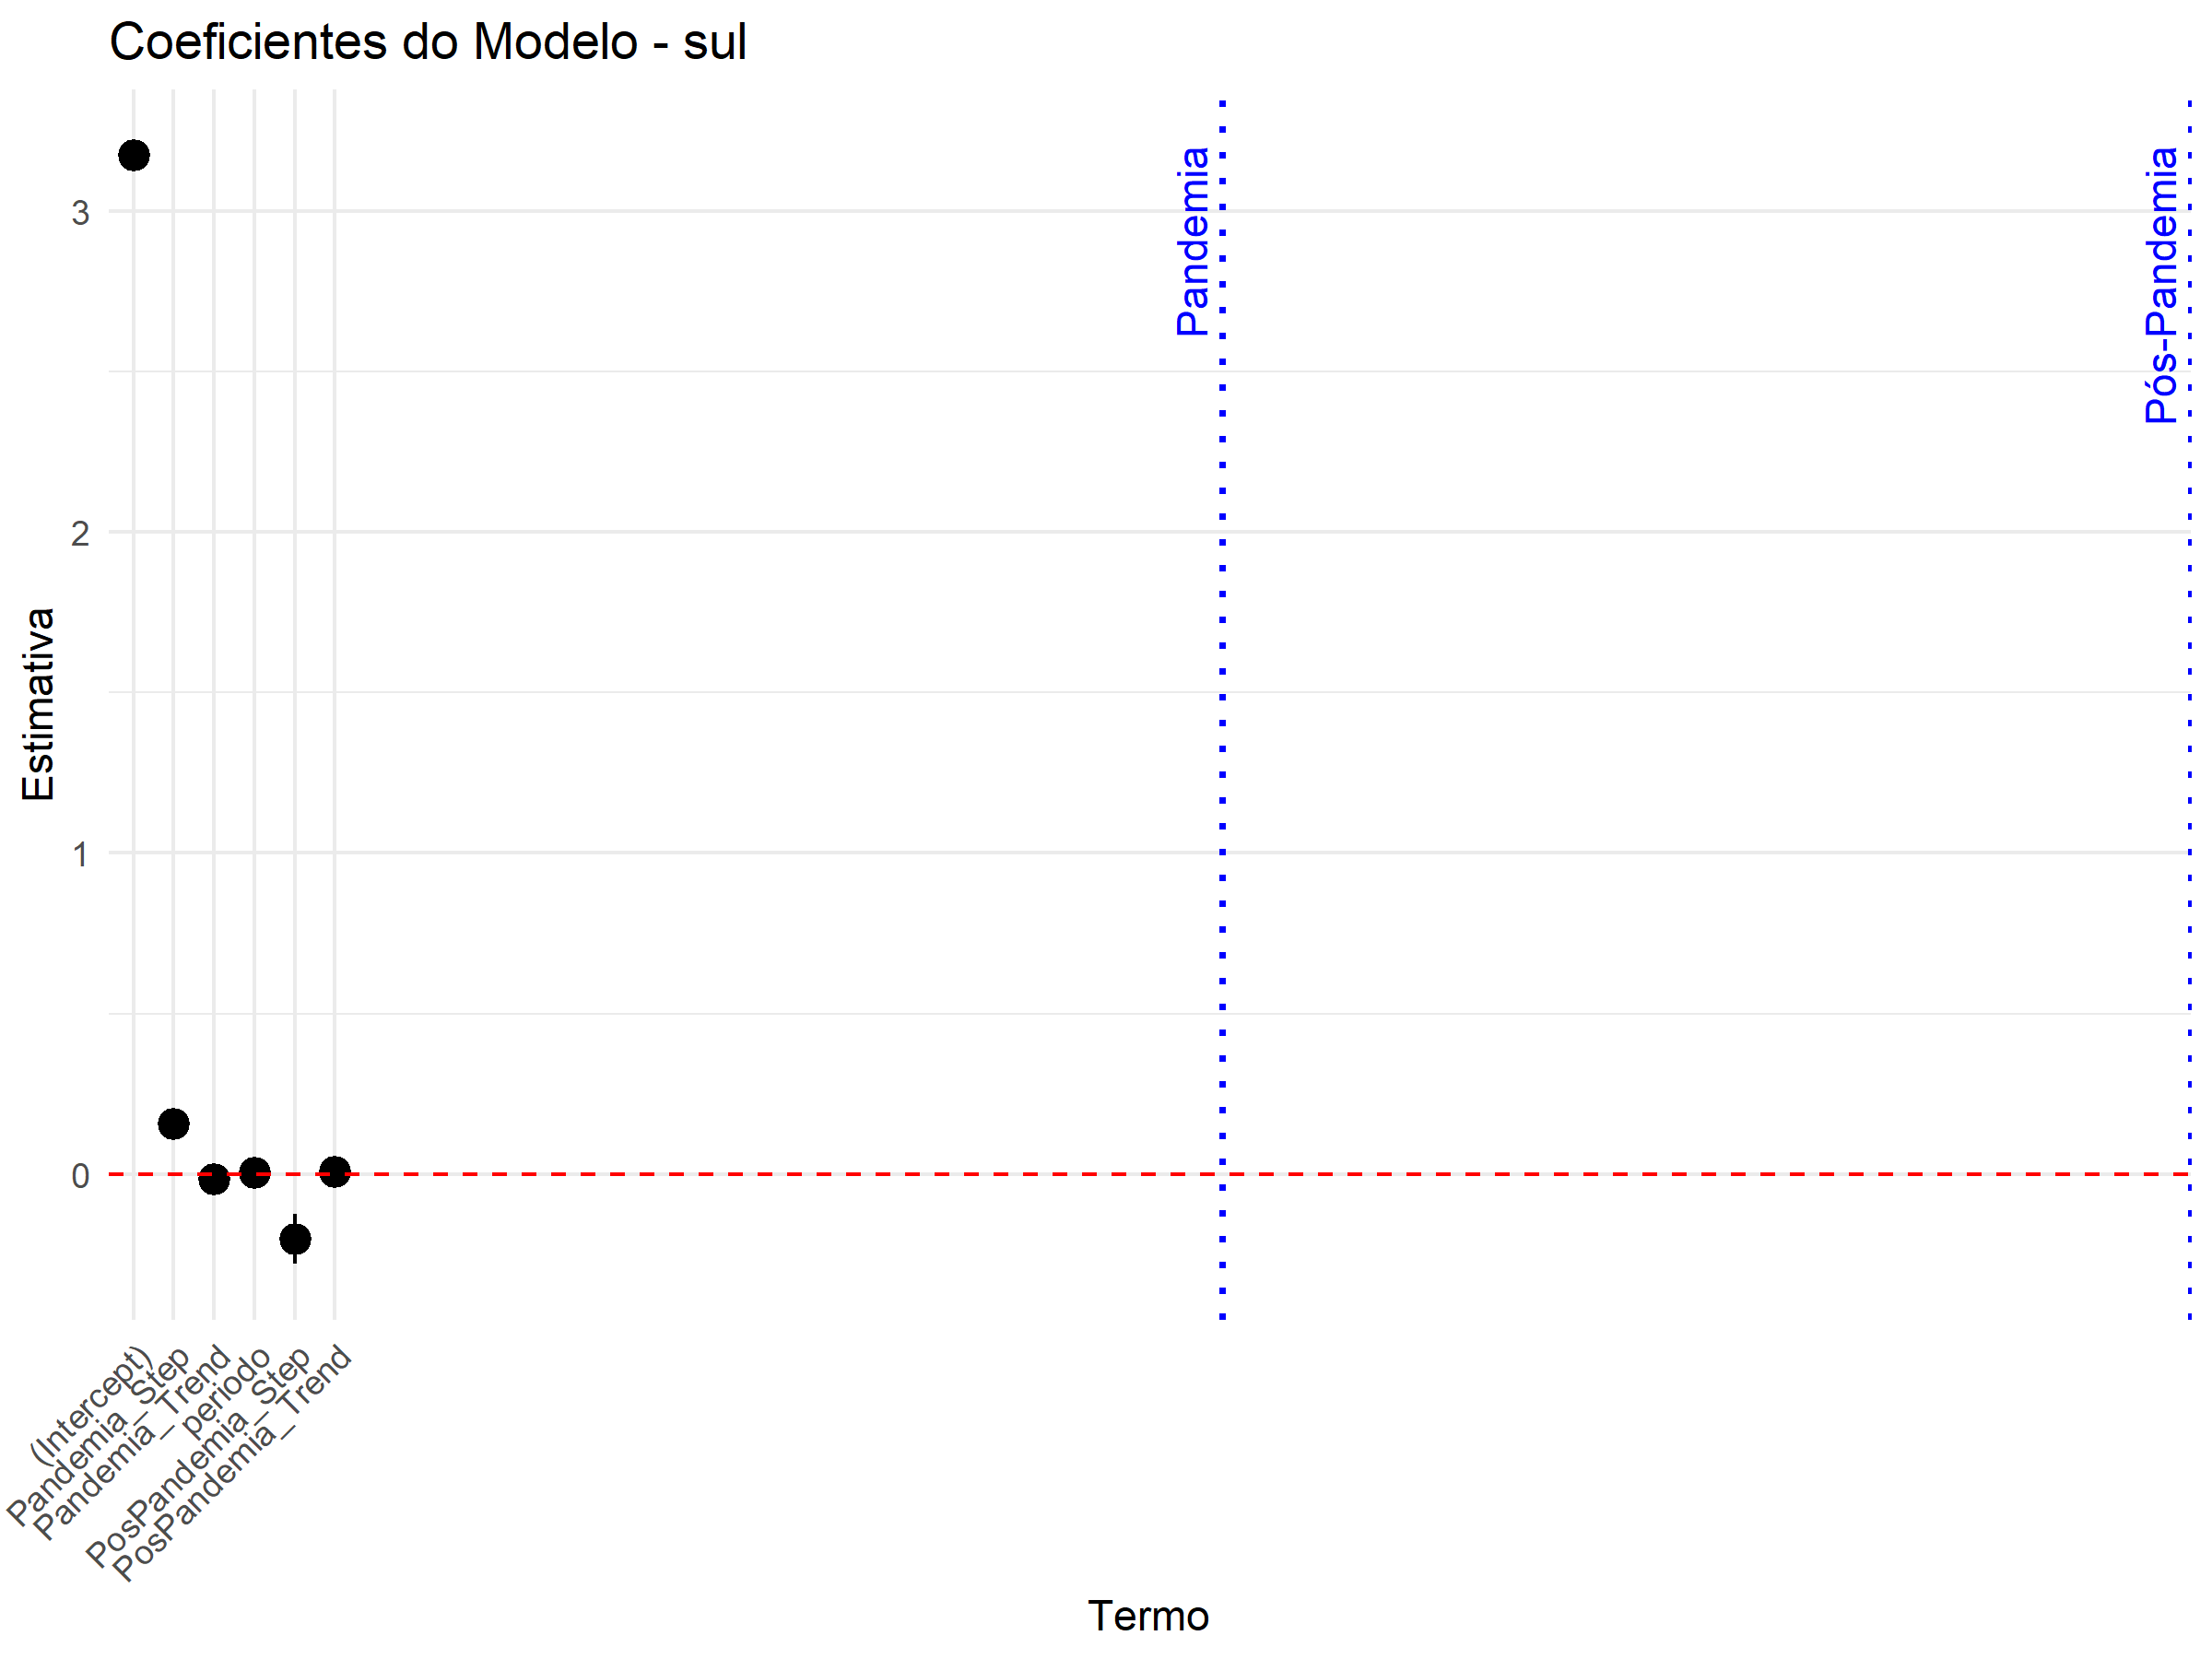 Coeficientes do Modelo - sul
Pandemia
Pós-Pandemia
3
2
1
0
Estimativa
(Intercept)
Pandemia_Step
Pandemia_Trend
periodo
PosPandemia_Step
PosPandemia_Trend
Termo